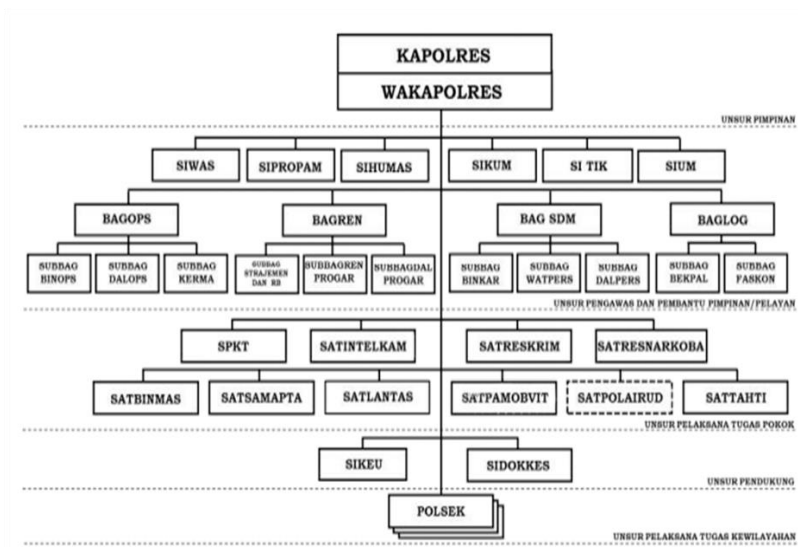 KAPOLRES
WAKAPOLRES
UNSUR PIMPINAN
SIWAS
SIPROPAM
SIHUMAS
SIKUM
SI TIK
SIUM
BAGOPS
BAGREN
BAG SDM
BAGLOG
SUBBAG
BINOPS
SUBBAG
DALOPS
SUBBAG
KERMA
SUBBAG
STRAJEMEN
DAN RB
SUBBAGREN
PROGAR
SUBBAGDAL
PROGAR
SUBBAG
BINKAR
SUBBAG
WATPERS
SUBBAG
DALPERS
SUBBAG
BEKPAL
SUBBAG
FASKON
UNSUR PENGAWAS DAN PEMBANTU PIMPINAN/PELAYAN
SPKT
SATINTELKAM
SATRESKRIM
SATRESNARKOBA
SATBINMAS
SATSAMAPTA
SATLANTAS
SATPAMOBVIT
SATPOLAIRUD
SATTAHTI
UNSUR PELAKSANA TUGAS POKOK
SIKEU
SIDOKKES
UNSUR PENDUKUNG
POLSEK
UNSUR PELAKSANA TUGAS KEWILAYAHAN